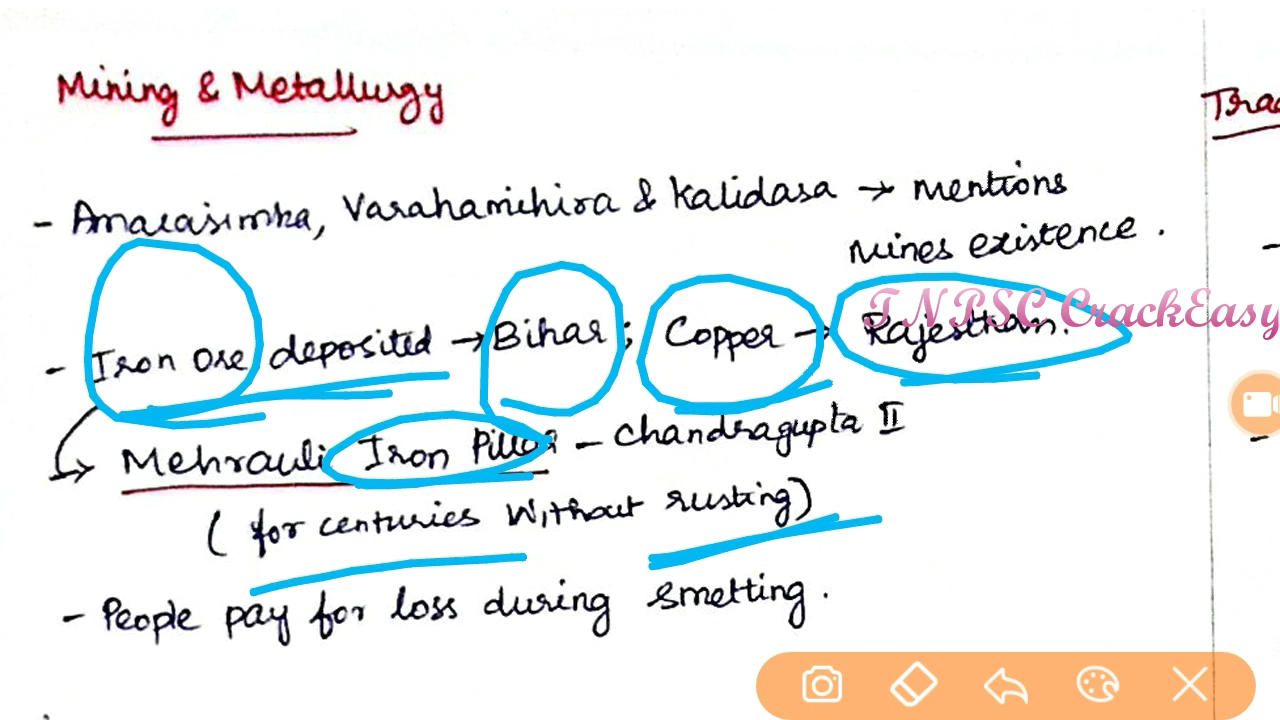 Mining & Metallurgy
- Amarasimha, Varahamihira & Kalidasa → mentions
mines existence.
- Iron Ore deposited → Bihar; Copper → Rajesthan.
TNPSC CrackEasy
↳ Mehrauli Iron Pillar - Chandragupta II
(for centuries without rusting)
- People pay for loss during smelting.